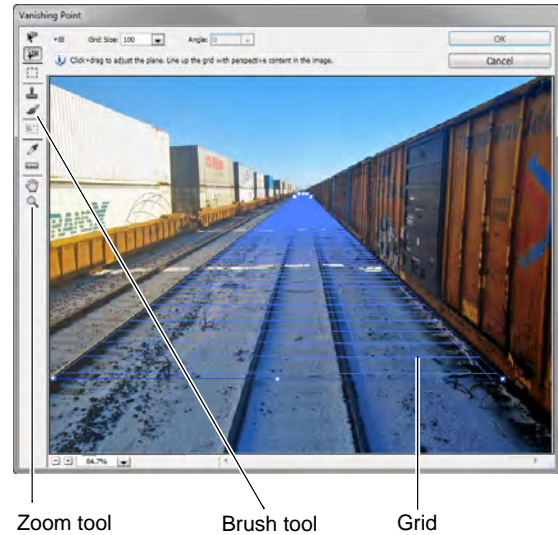 Vanishing Point
Grid Size: 100 Angle: 0 OK
Click+drag to adjust the plane. Line up the grid with perspective content in the image. Cancel
TRANSX
84.7%
Zoom tool Brush tool Grid